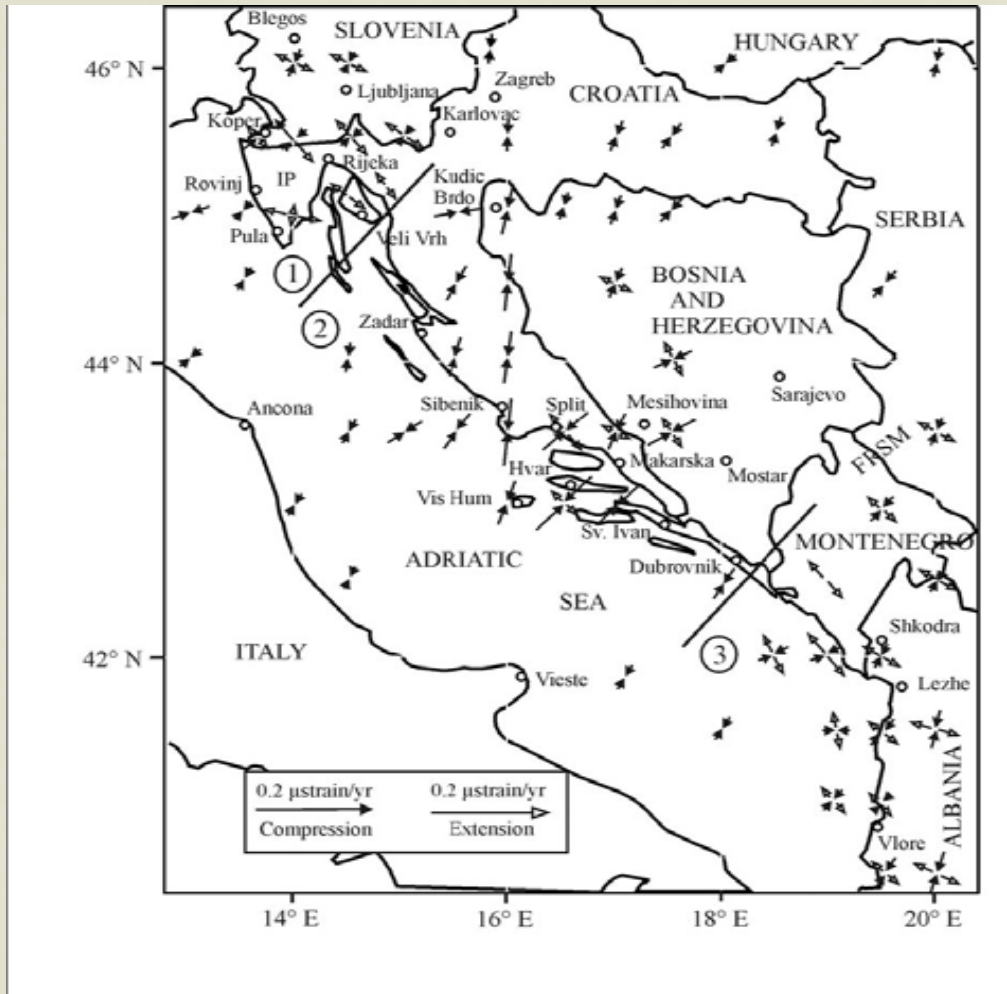 Blegos
SLOVENIA
HUNGARY
46° N
Ljubljana
Zagreb
CROATIA
Karlovac
Koper
Rijeka
Rovinj
IP
Kudic
Brdo
SERBIA
Pula
Veli Vrh
1
BOSNIA
AND
HERZEGOVINA
2
Zadar
44° N
Sarajevo
Ancona
Sibenik
Split
Mesihovina
FRSM
Hvar
Makarska
Mostar
Vis Hum
Sv. Ivan
MONTENEGRO
ADRIATIC
Dubrovnik
SEA
Shkodra
42° N
ITALY
3
Vieste
Lezhe
0.2 μstrain/yr
Compression
0.2 μstrain/yr
Extension
ALBANIA
Vlore
14° E
16° E
18° E
20° E